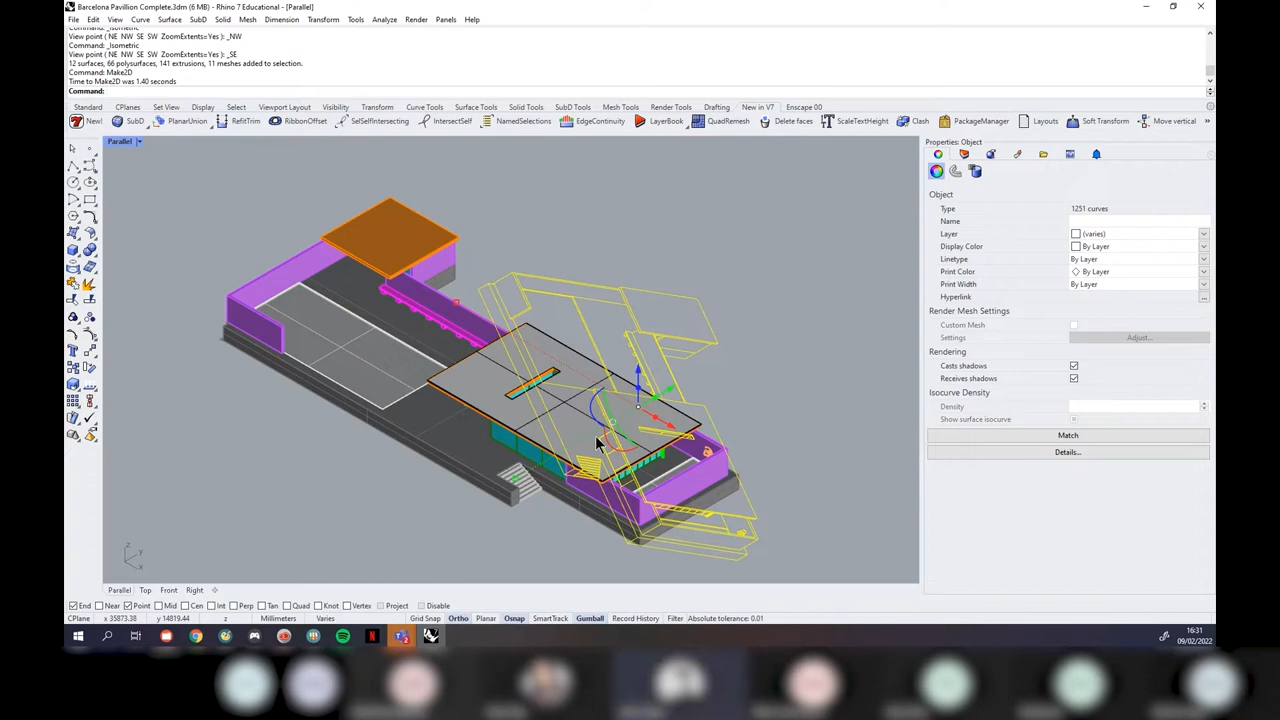 Barcelona Pavillion Complete.3dm (6 MB) - Rhino 7 Educational - [Parallel]
File Edit View Curve Surface SubD Solid Mesh Dimension Transform Tools Analyze Render Panels Help
Command: _Isometric
View point ( NE NW SE SW ZoomExtents=Yes ): _NW
Command: _Isometric
View point ( NE NW SE SW ZoomExtents=Yes ): _SE
12 surfaces, 66 polysurfaces, 141 extrusions, 11 meshes added to selection.
Command: Make2D
Time to Make2D was 1.40 seconds
Command:
Standard CPlanes Set View Display Select Viewport Layout Visibility Transform Curve Tools Surface Tools Solid Tools SubD Tools Mesh Tools Render Tools Drafting New in V7 Enscape 00
New! SubD PlanarUnion RefitTrim RibbonOffset SelSelfIntersecting IntersectSelf NamedSelections EdgeContinuity LayerBook QuadRemesh Delete faces ScaleTextHeight Clash PackageManager Layouts Soft Transform Move vertical »
Parallel
Properties: Object
Object
Type 1251 curves
Name
Layer (varies)
Display Color By Layer
Linetype By Layer
Print Color By Layer
Print Width By Layer
Hyperlink ...
Render Mesh Settings
Custom Mesh
Settings Adjust...
Rendering
Casts shadows
Receives shadows
Isocurve Density
Density
Show surface isocurve
Match
Details...
z y x
Parallel Top Front Right
End Near Point Mid Cen Int Perp Tan Quad Knot Vertex Project Disable
CPlane x 35873.38 y 14819.44 z Millimeters Varies Grid Snap Ortho Planar Osnap SmartTrack Gumball Record History Filter Absolute tolerance: 0.01
16:31
09/02/2022